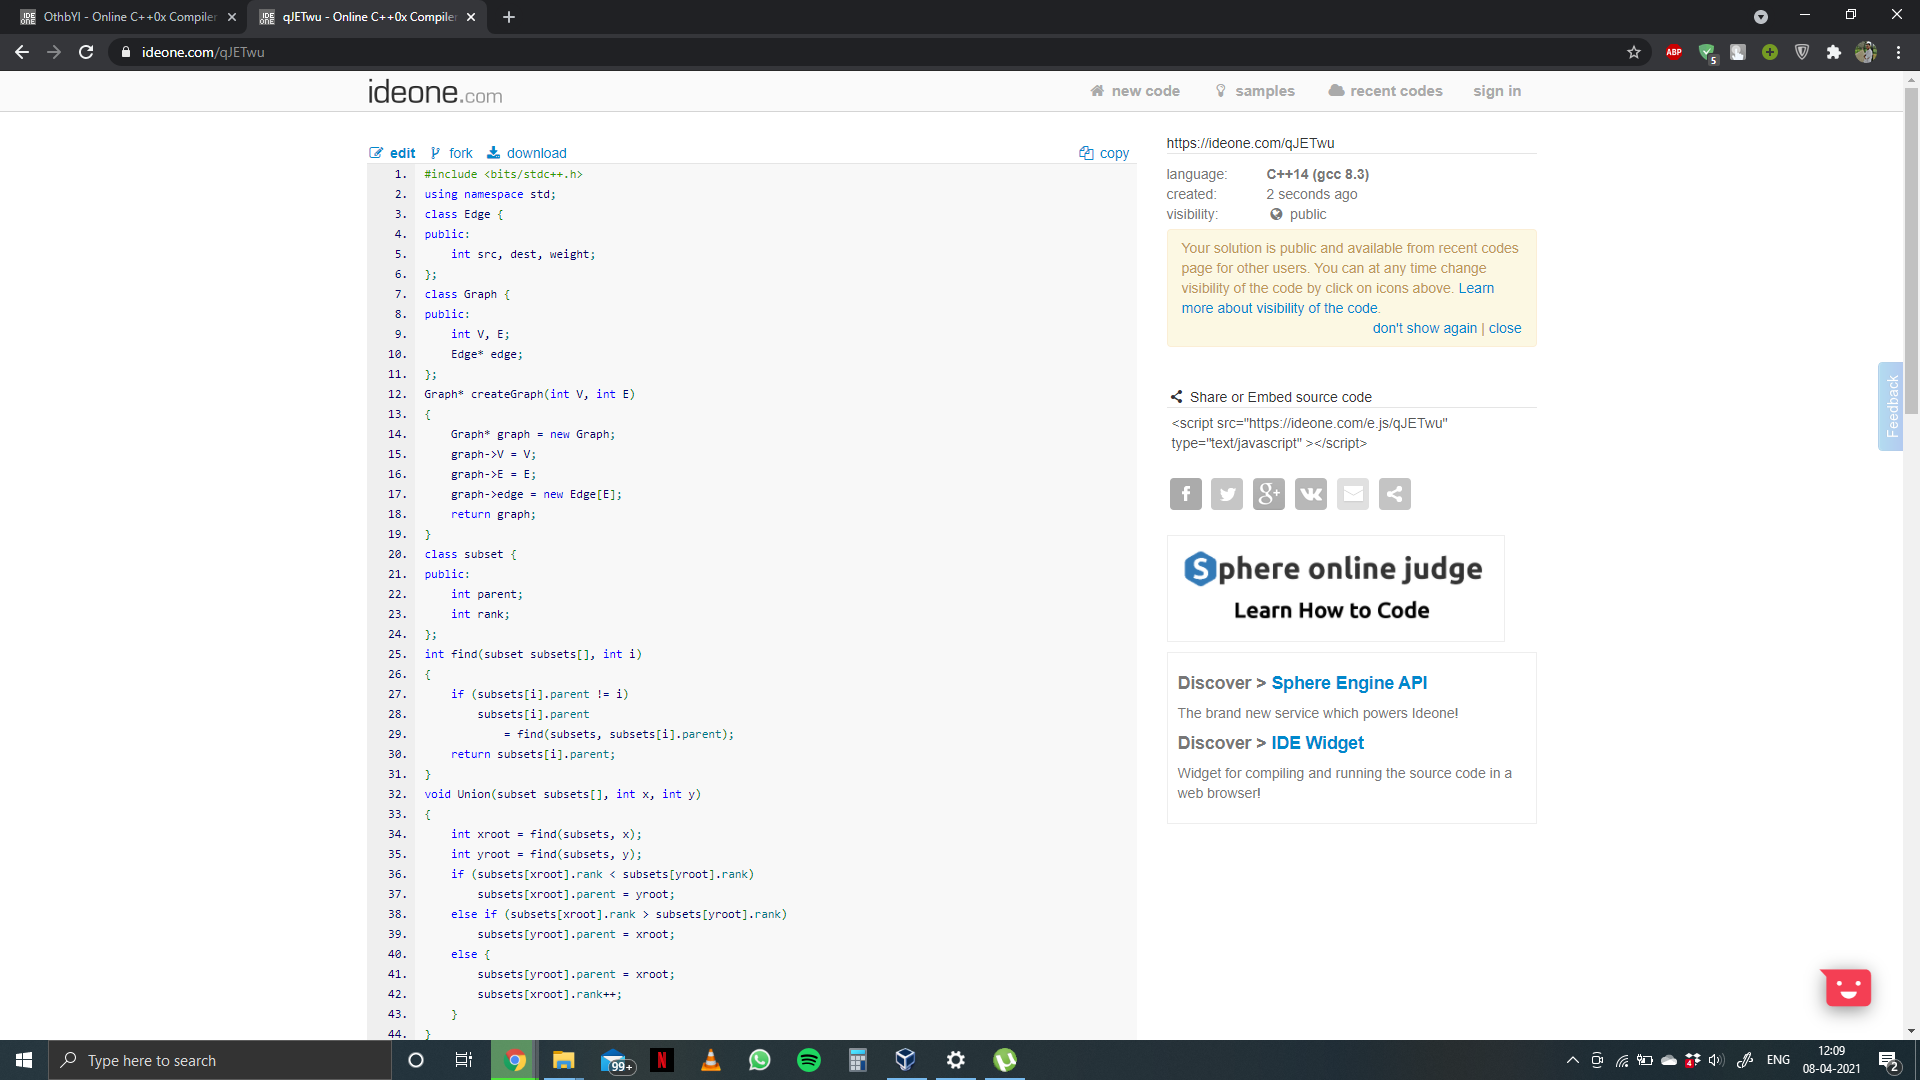 OthbYl - Online C++0x Compiler
qJETwu - Online C++0x Compiler
ideone.com/qJETwu
ABP
5
ideone.com
new code
samples
recent codes
sign in
edit
fork
download
copy
1. #include <bits/stdc++.h>
2. using namespace std;
3. class Edge {
4. public:
5. int src, dest, weight;
6. };
7. class Graph {
8. public:
9. int V, E;
10. Edge* edge;
11. };
12. Graph* createGraph(int V, int E)
13. {
14. Graph* graph = new Graph;
15. graph->V = V;
16. graph->E = E;
17. graph->edge = new Edge[E];
18. return graph;
19. }
20. class subset {
21. public:
22. int parent;
23. int rank;
24. };
25. int find(subset subsets[], int i)
26. {
27. if (subsets[i].parent != i)
28. subsets[i].parent
29. = find(subsets, subsets[i].parent);
30. return subsets[i].parent;
31. }
32. void Union(subset subsets[], int x, int y)
33. {
34. int xroot = find(subsets, x);
35. int yroot = find(subsets, y);
36. if (subsets[xroot].rank < subsets[yroot].rank)
37. subsets[xroot].parent = yroot;
38. else if (subsets[xroot].rank > subsets[yroot].rank)
39. subsets[yroot].parent = xroot;
40. else {
41. subsets[yroot].parent = xroot;
42. subsets[xroot].rank++;
43. }
44. }
https://ideone.com/qJETwu
language: C++14 (gcc 8.3)
created: 2 seconds ago
visibility: public
Your solution is public and available from recent codes
page for other users. You can at any time change
visibility of the code by click on icons above. Learn
more about visibility of the code.
don't show again | close
Share or Embed source code
<script src="https://ideone.com/e.js/qJETwu"
type="text/javascript" ></script>
Sphere online judge
Learn How to Code
Discover > Sphere Engine API
The brand new service which powers Ideone!
Discover > IDE Widget
Widget for compiling and running the source code in a
web browser!
Feedback
Type here to search
99+
ENG
12:09
08-04-2021
2